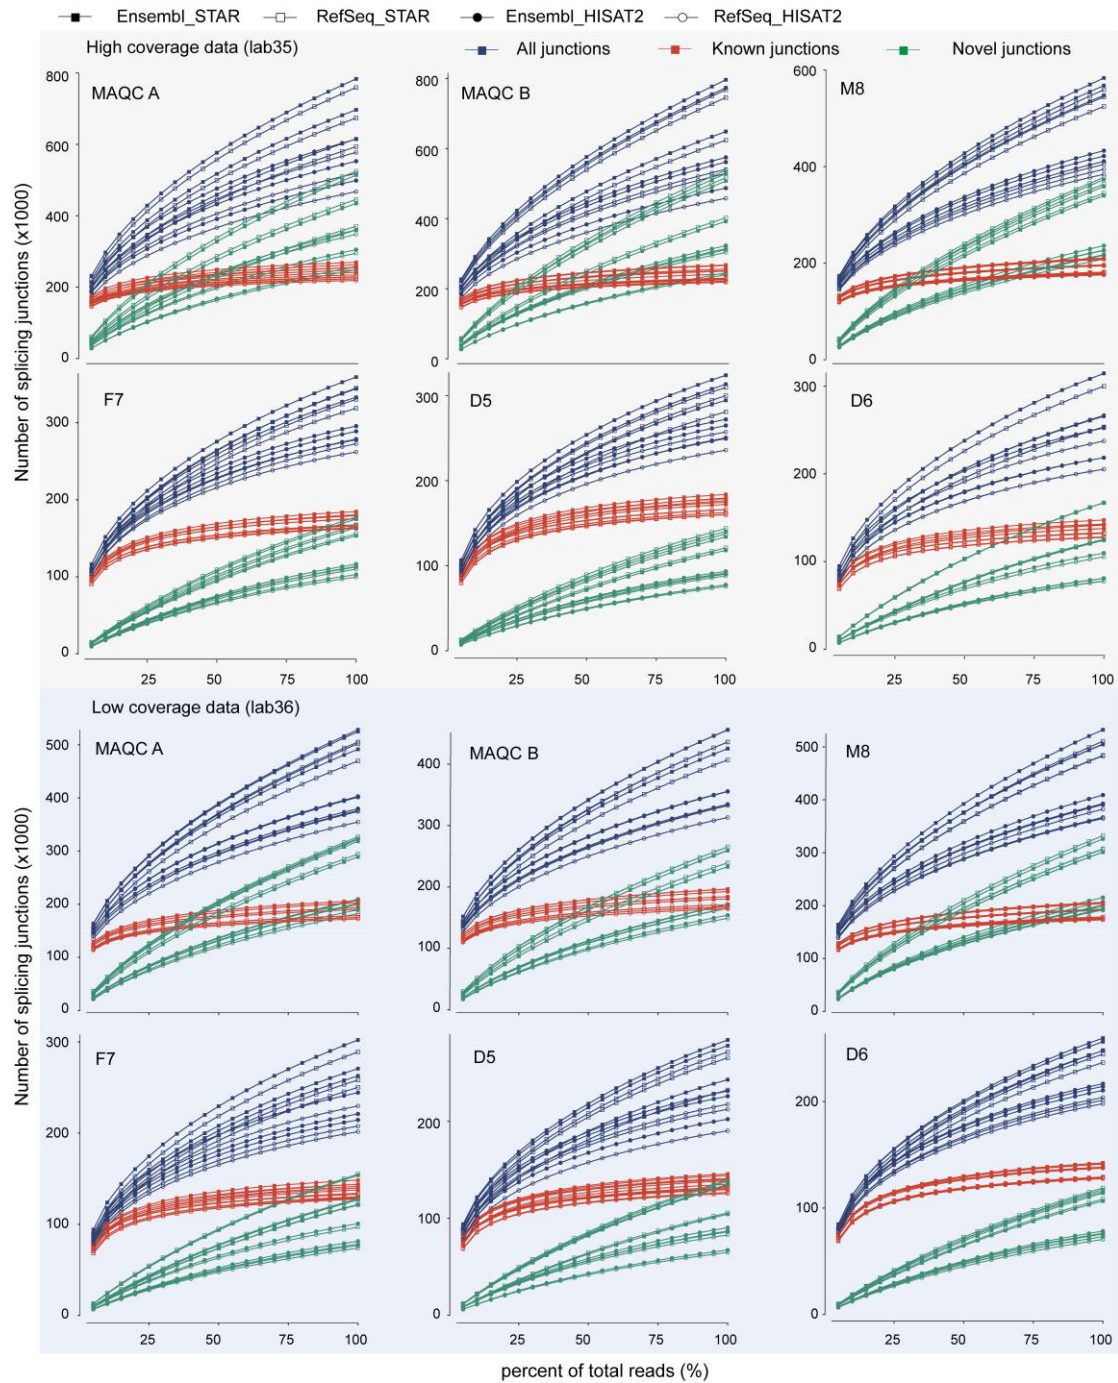 Ensembl_STAR RefSeq_STAR Ensembl_HISAT2 RefSeq_HISAT2
High coverage data (lab35) All junctions Known junctions Novel junctions
Number of splicing junctions (x1000)
MAQC A
800
600
400
200
0
MAQC B
800
600
400
200
0
M8
600
400
200
0
F7
300
200
100
0
25 50 75 100
D5
300
200
100
0
25 50 75 100
D6
300
200
100
0
25 50 75 100
Low coverage data (lab36)
Number of splicing junctions (x1000)
MAQC A
500
400
300
200
100
0
MAQC B
400
300
200
100
0
M8
500
400
300
200
100
0
F7
300
200
100
0
25 50 75 100
D5
200
100
0
25 50 75 100
D6
200
100
0
25 50 75 100
percent of total reads (%)